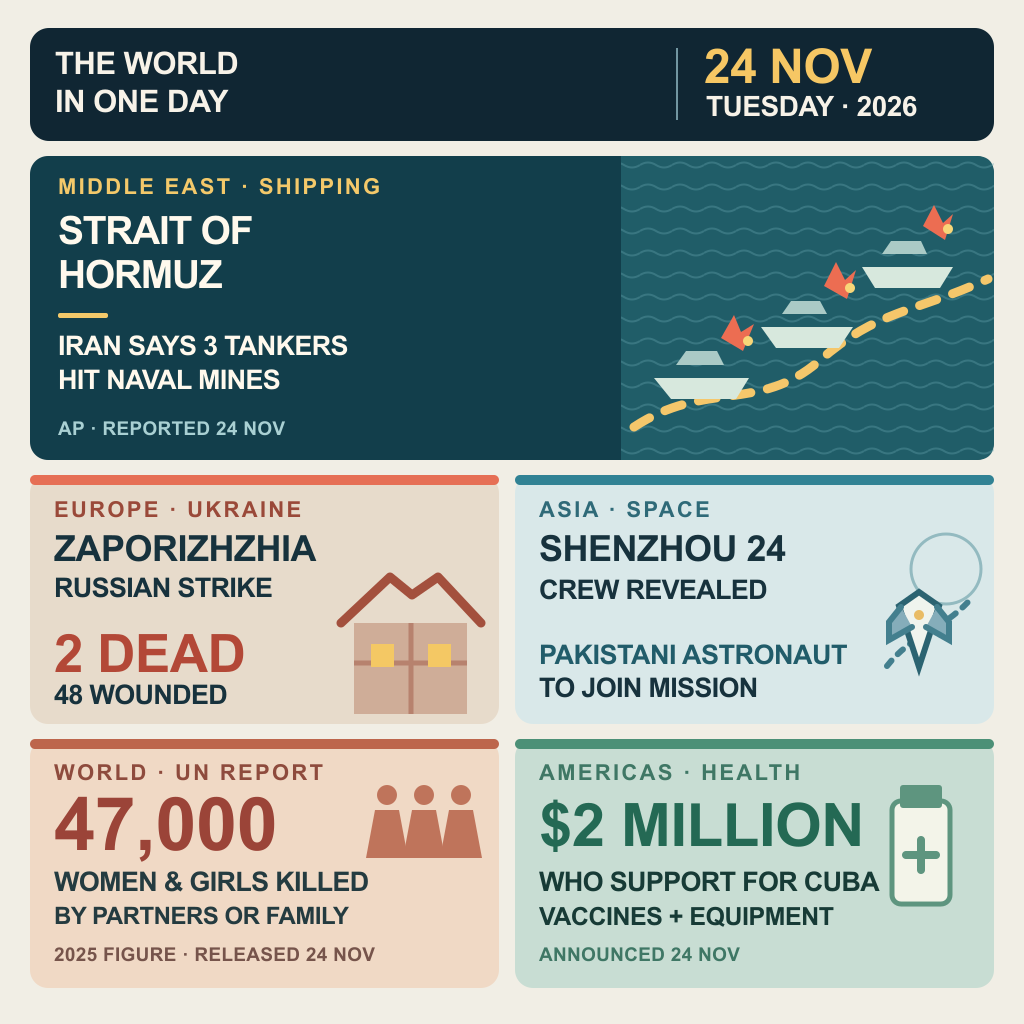 THE WORLD
IN ONE DAY
24 NOV
TUESDAY · 2026
MIDDLE EAST · SHIPPING
STRAIT OF
HORMUZ
IRAN SAYS 3 TANKERS
HIT NAVAL MINES
AP · REPORTED 24 NOV
EUROPE · UKRAINE
ZAPORIZHZHIA
RUSSIAN STRIKE
2 DEAD
48 WOUNDED
ASIA · SPACE
SHENZHOU 24
CREW REVEALED
PAKISTANI ASTRONAUT
TO JOIN MISSION
WORLD · UN REPORT
47,000
WOMEN & GIRLS KILLED
BY PARTNERS OR FAMILY
2025 FIGURE · RELEASED 24 NOV
AMERICAS · HEALTH
$2 MILLION
WHO SUPPORT FOR CUBA
VACCINES + EQUIPMENT
ANNOUNCED 24 NOV